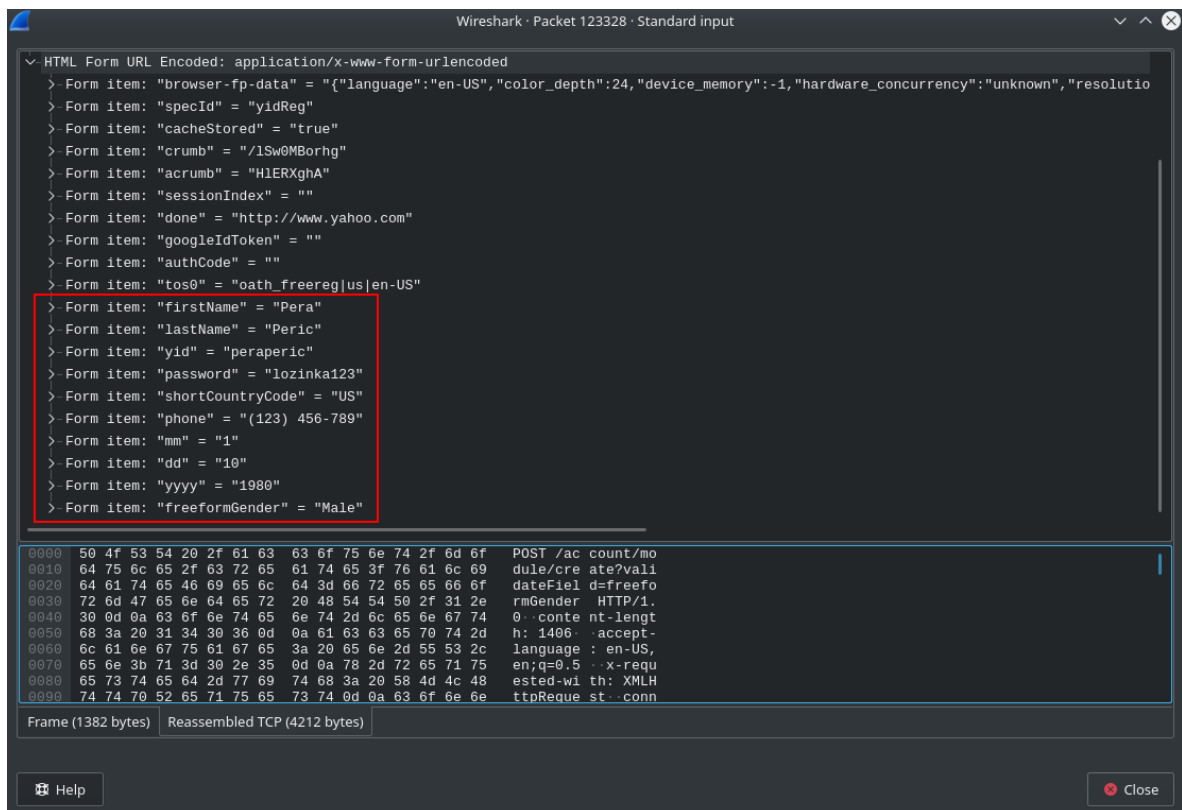 Wireshark · Packet 123328 · Standard input
HTML Form URL Encoded: application/x-www-form-urlencoded
Form item: "browser-fp-data" = "{"language":"en-US","color_depth":24,"device_memory":-1,"hardware_concurrency":"unknown","resolutio
Form item: "specId" = "yidReg"
Form item: "cacheStored" = "true"
Form item: "crumb" = "/lSw0MBorhg"
Form item: "acrumb" = "HlERXghA"
Form item: "sessionIndex" = ""
Form item: "done" = "http://www.yahoo.com"
Form item: "googleIdToken" = ""
Form item: "authCode" = ""
Form item: "tos0" = "oath_freereg|us|en-US"
Form item: "firstName" = "Pera"
Form item: "lastName" = "Peric"
Form item: "yid" = "peraperic"
Form item: "password" = "lozinka123"
Form item: "shortCountryCode" = "US"
Form item: "phone" = "(123) 456-789"
Form item: "mm" = "1"
Form item: "dd" = "10"
Form item: "yyyy" = "1980"
Form item: "freeformGender" = "Male"
0000 50 4f 53 54 20 2f 61 63 63 6f 75 6e 74 2f 6d 6f POST /ac count/mo
0010 64 75 6c 65 2f 63 72 65 61 74 65 3f 76 61 6c 69 dule/cre ate?vali
0020 64 61 74 65 46 69 65 6c 64 3d 66 72 65 65 66 6f dateFiel d=freefo
0030 72 6d 47 65 6e 64 65 72 20 48 54 54 50 2f 31 2e rmGender HTTP/1.
0040 30 0d 0a 63 6f 6e 74 65 6e 74 2d 6c 65 6e 67 74 0··conte nt-lengt
0050 68 3a 20 31 34 30 36 0d 0a 61 63 63 65 70 74 2d h: 1406· ·accept-
0060 6c 61 6e 67 75 61 67 65 3a 20 65 6e 2d 55 53 2c language : en-US,
0070 65 6e 3b 71 3d 30 2e 35 0d 0a 78 2d 72 65 71 75 en;q=0.5 ··x-requ
0080 65 73 74 65 64 2d 77 69 74 68 3a 20 58 4d 4c 48 ested-wi th: XMLH
0090 74 74 70 52 65 71 75 65 73 74 0d 0a 63 6f 6e 6e ttpReque st··conn
Frame (1382 bytes) Reassembled TCP (4212 bytes)
Help Close